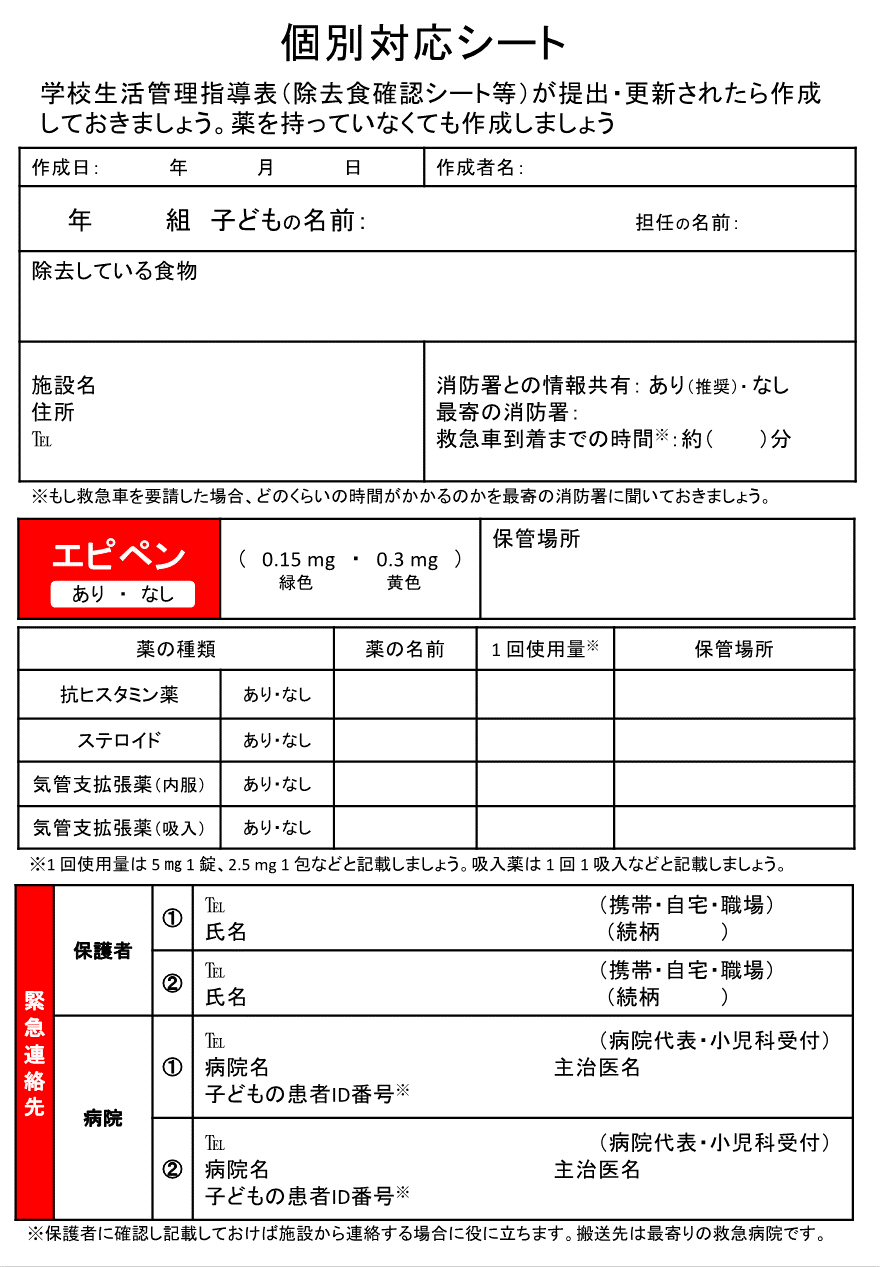 個別対応シート
学校生活管理指導表（除去食確認シート等）が提出・更新されたら作成
しておきましょう。薬を持っていなくても作成しましょう
作成日： 年 月 日 作成者名：
年 組 子どもの名前： 担任の名前：
除去している食物
施設名
住所
℡
消防署との情報共有： あり（推奨）・なし
最寄の消防署：
救急車到着までの時間※：約（ ）分
※もし救急車を要請した場合、どのくらいの時間がかかるのかを最寄の消防署に聞いておきましょう。
エピペン
あり ・ なし
（ 0.15 mg ・ 0.3 mg ）
緑色 黄色
保管場所
薬の種類 薬の名前 1回使用量※ 保管場所
抗ヒスタミン薬 あり・なし
ステロイド あり・なし
気管支拡張薬（内服） あり・なし
気管支拡張薬（吸入） あり・なし
※1回使用量は5㎎1錠、2.5 mg 1包などと記載しましょう。吸入薬は1回1吸入などと記載しましょう。
緊急連絡先
保護者
① ℡ （携帯・自宅・職場）
氏名 （続柄 ）
② ℡ （携帯・自宅・職場）
氏名 （続柄 ）
病院
① ℡ （病院代表・小児科受付）
病院名 主治医名
子どもの患者ID番号※
② ℡ （病院代表・小児科受付）
病院名 主治医名
子どもの患者ID番号※
※保護者に確認し記載しておけば施設から連絡する場合に役に立ちます。搬送先は最寄りの救急病院です。